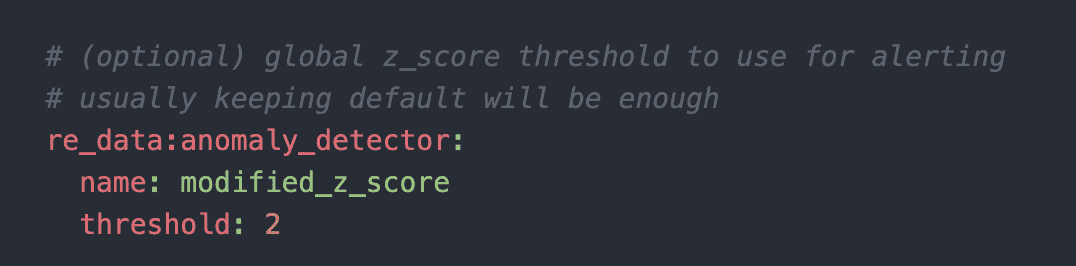 # (optional) global z_score threshold to use for alerting
# usually keeping default will be enough
re_data:anomaly_detector:
  name: modified_z_score
  threshold: 2